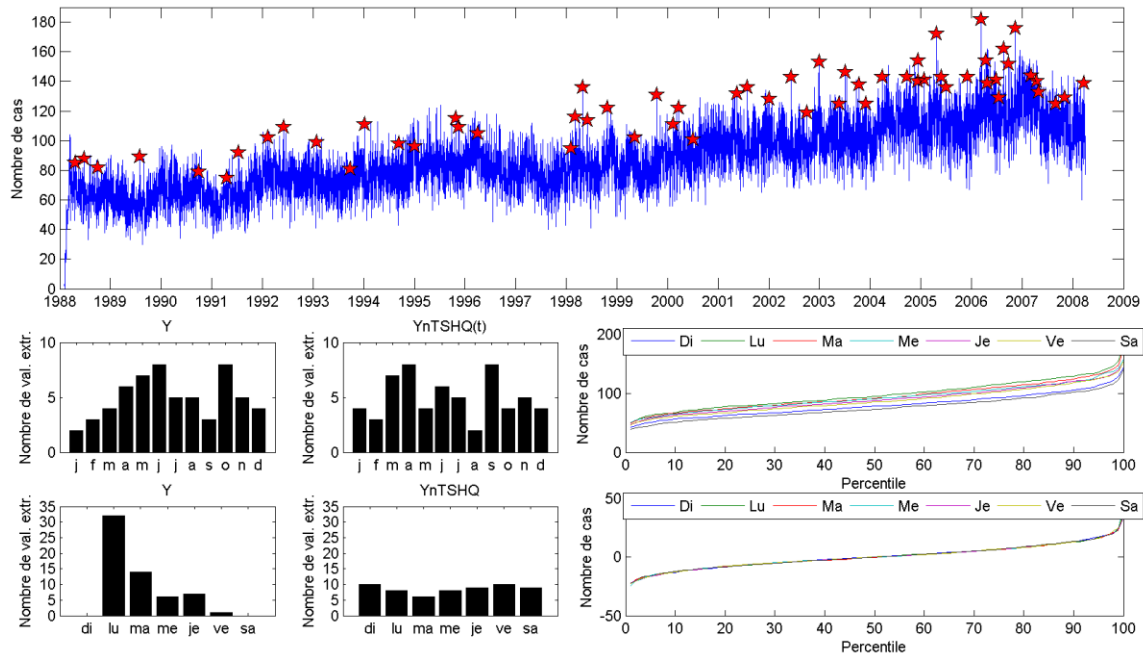 180
160
140
120
100
80
60
40
20
0
Nombre de cas
1988 1989 1990 1991 1992 1993 1994 1995 1996 1997 1998 1999 2000 2001 2002 2003 2004 2005 2006 2007 2008 2009
Y
10
5
0
Nombre de val. extr.
j f m a m j j a s o n d
YnTSHQ(t)
10
5
0
Nombre de val. extr.
j f m a m j j a s o n d
200
100
0
Nombre de cas
Di Lu Ma Me Je Ve Sa
0 10 20 30 40 50 60 70 80 90 100
Percentile
Y
35
30
25
20
15
10
5
0
Nombre de val. extr.
di lu ma me je ve sa
YnTSHQ
35
30
25
20
15
10
5
0
Nombre de val. extr.
di lu ma me je ve sa
50
0
-50
Nombre de cas
Di Lu Ma Me Je Ve Sa
0 10 20 30 40 50 60 70 80 90 100
Percentile